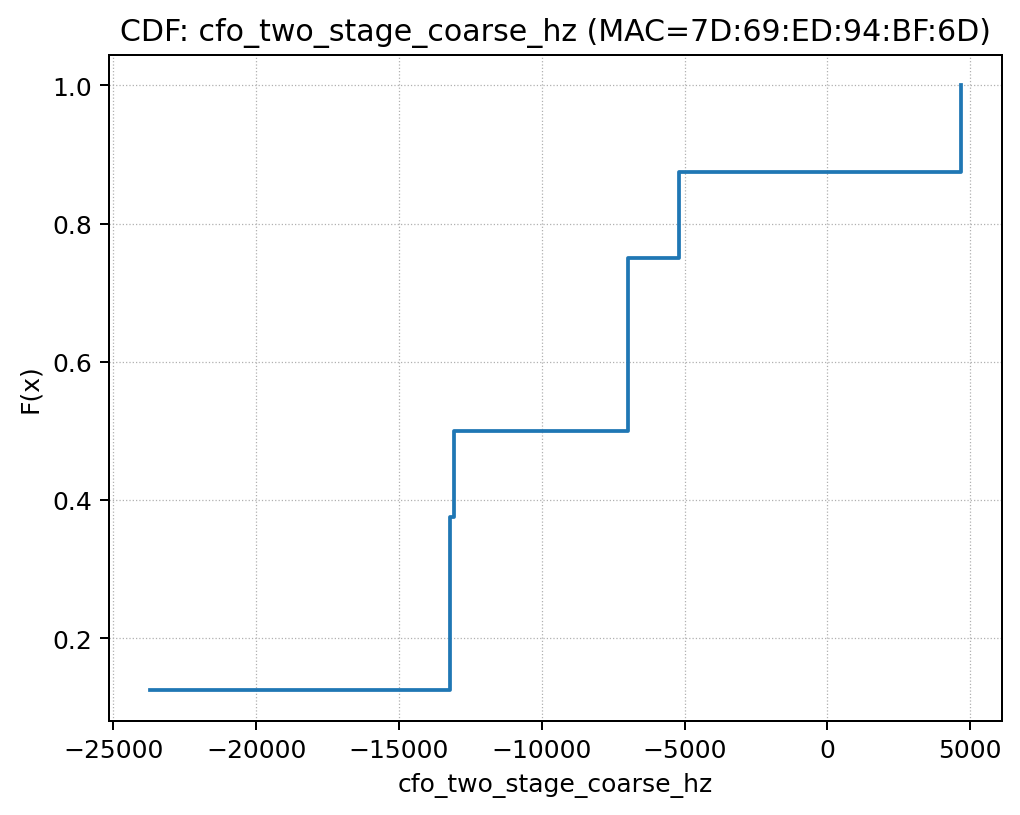 CDF: cfo_two_stage_coarse_hz (MAC=7D:69:ED:94:BF:6D)
1.0
0.8
0.6
0.4
0.2
F(x)
−25000 −20000 −15000 −10000 −5000 0 5000
cfo_two_stage_coarse_hz